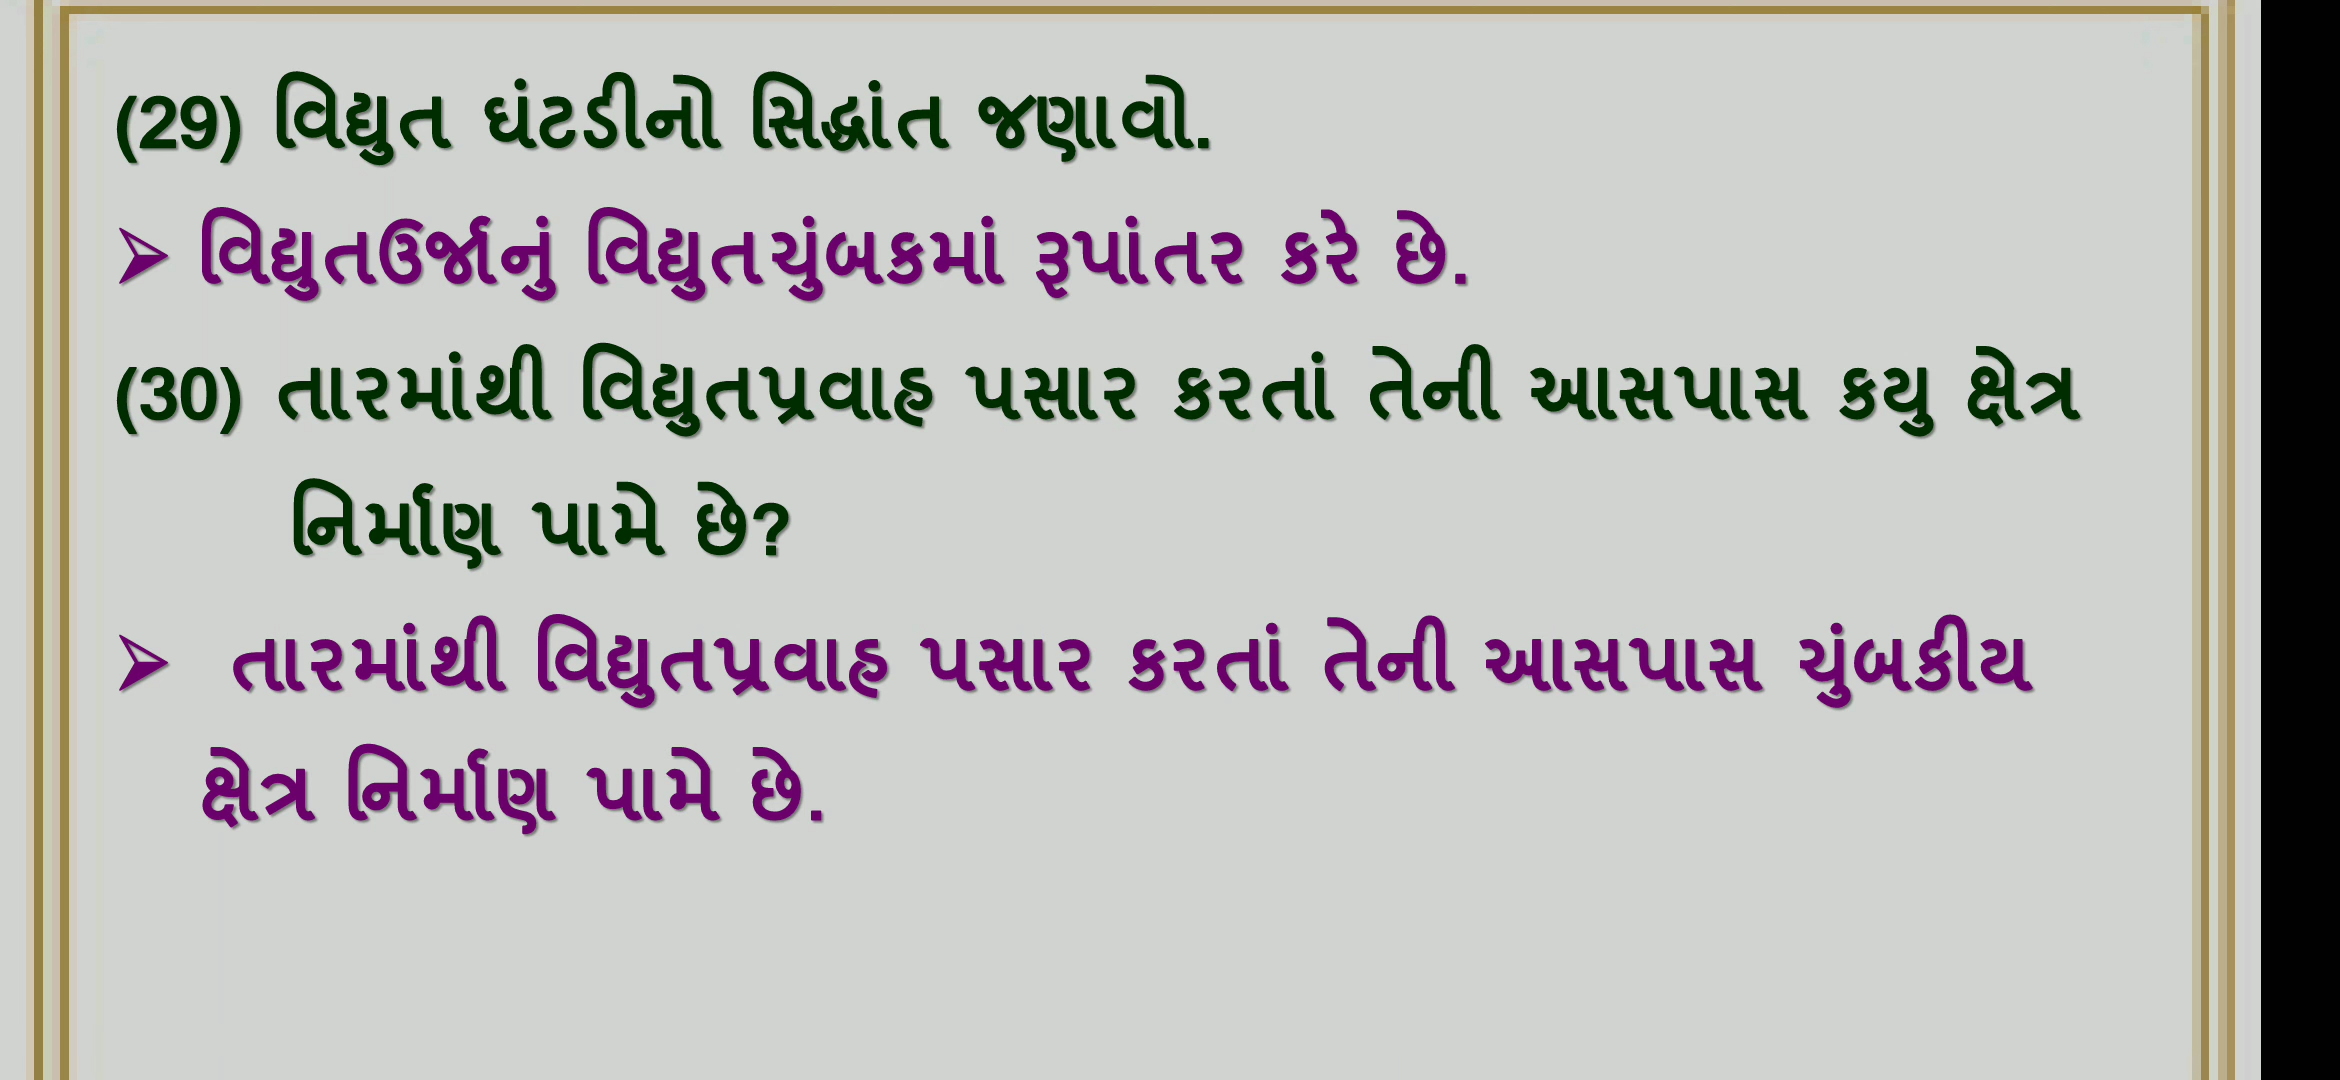 (29) વિદ્યુત ઘંટડીનો સિદ્ધાંત જણાવો.
➢ વિદ્યુતઉર્જાનું વિદ્યુતચુંબકમાં રૂપાંતર કરે છે.
(30) તારમાંથી વિદ્યુતપ્રવાહ પસાર કરતાં તેની આસપાસ કયુ ક્ષેત્ર
નિર્માણ પામે છે?
➢ તારમાંથી વિદ્યુતપ્રવાહ પસાર કરતાં તેની આસપાસ ચુંબકીય
ક્ષેત્ર નિર્માણ પામે છે.